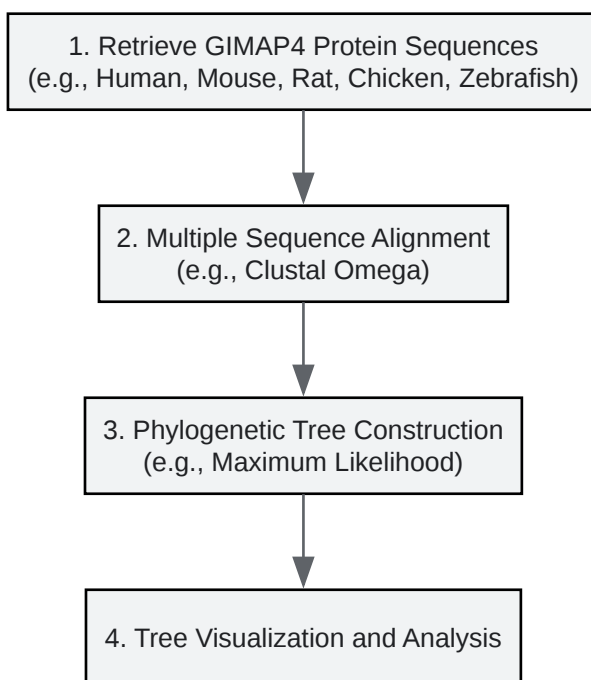 1. Retrieve GIMAP4 Protein Sequences
(e.g., Human, Mouse, Rat, Chicken, Zebrafish)
2. Multiple Sequence Alignment
(e.g., Clustal Omega)
3. Phylogenetic Tree Construction
(e.g., Maximum Likelihood)
4. Tree Visualization and Analysis